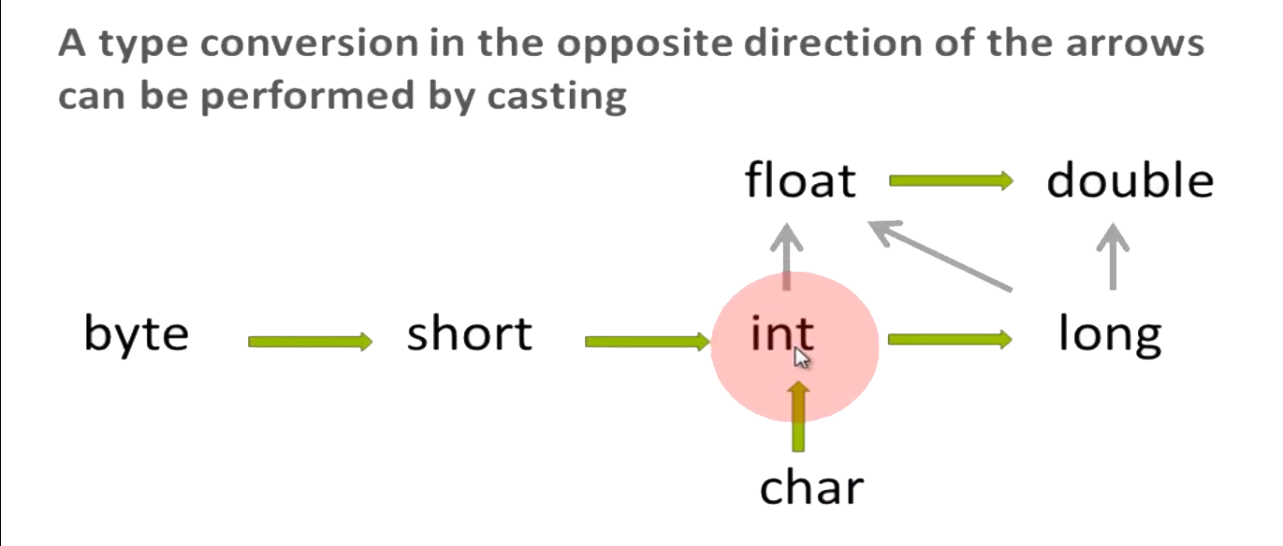 A type conversion in the opposite direction of the arrows
can be performed by casting
float double
byte short int long
char